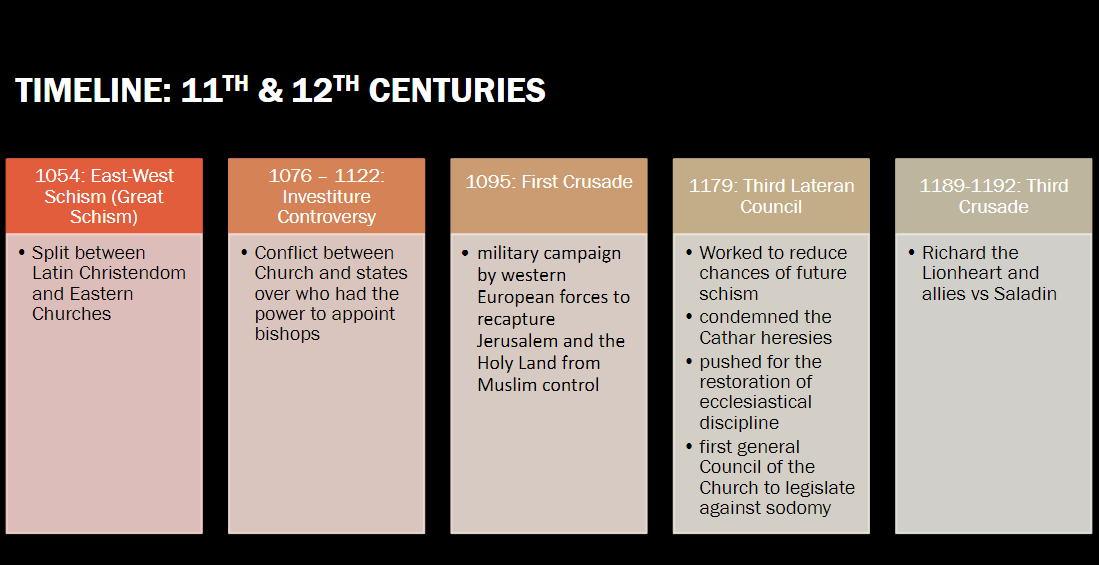 TIMELINE: 11TH & 12TH CENTURIES
1054: East-West
Schism (Great
Schism)
• Split between
Latin Christendom
and Eastern
Churches
1076 – 1122:
Investiture
Controversy
• Conflict between
Church and states
over who had the
power to appoint
bishops
1095: First Crusade
• military campaign
by western
European forces to
recapture
Jerusalem and the
Holy Land from
Muslim control
1179: Third Lateran
Council
• Worked to reduce
chances of future
schism
• condemned the
Cathar heresies
• pushed for the
restoration of
ecclesiastical
discipline
• first general
Council of the
Church to legislate
against sodomy
1189-1192: Third
Crusade
• Richard the
Lionheart and
allies vs Saladin